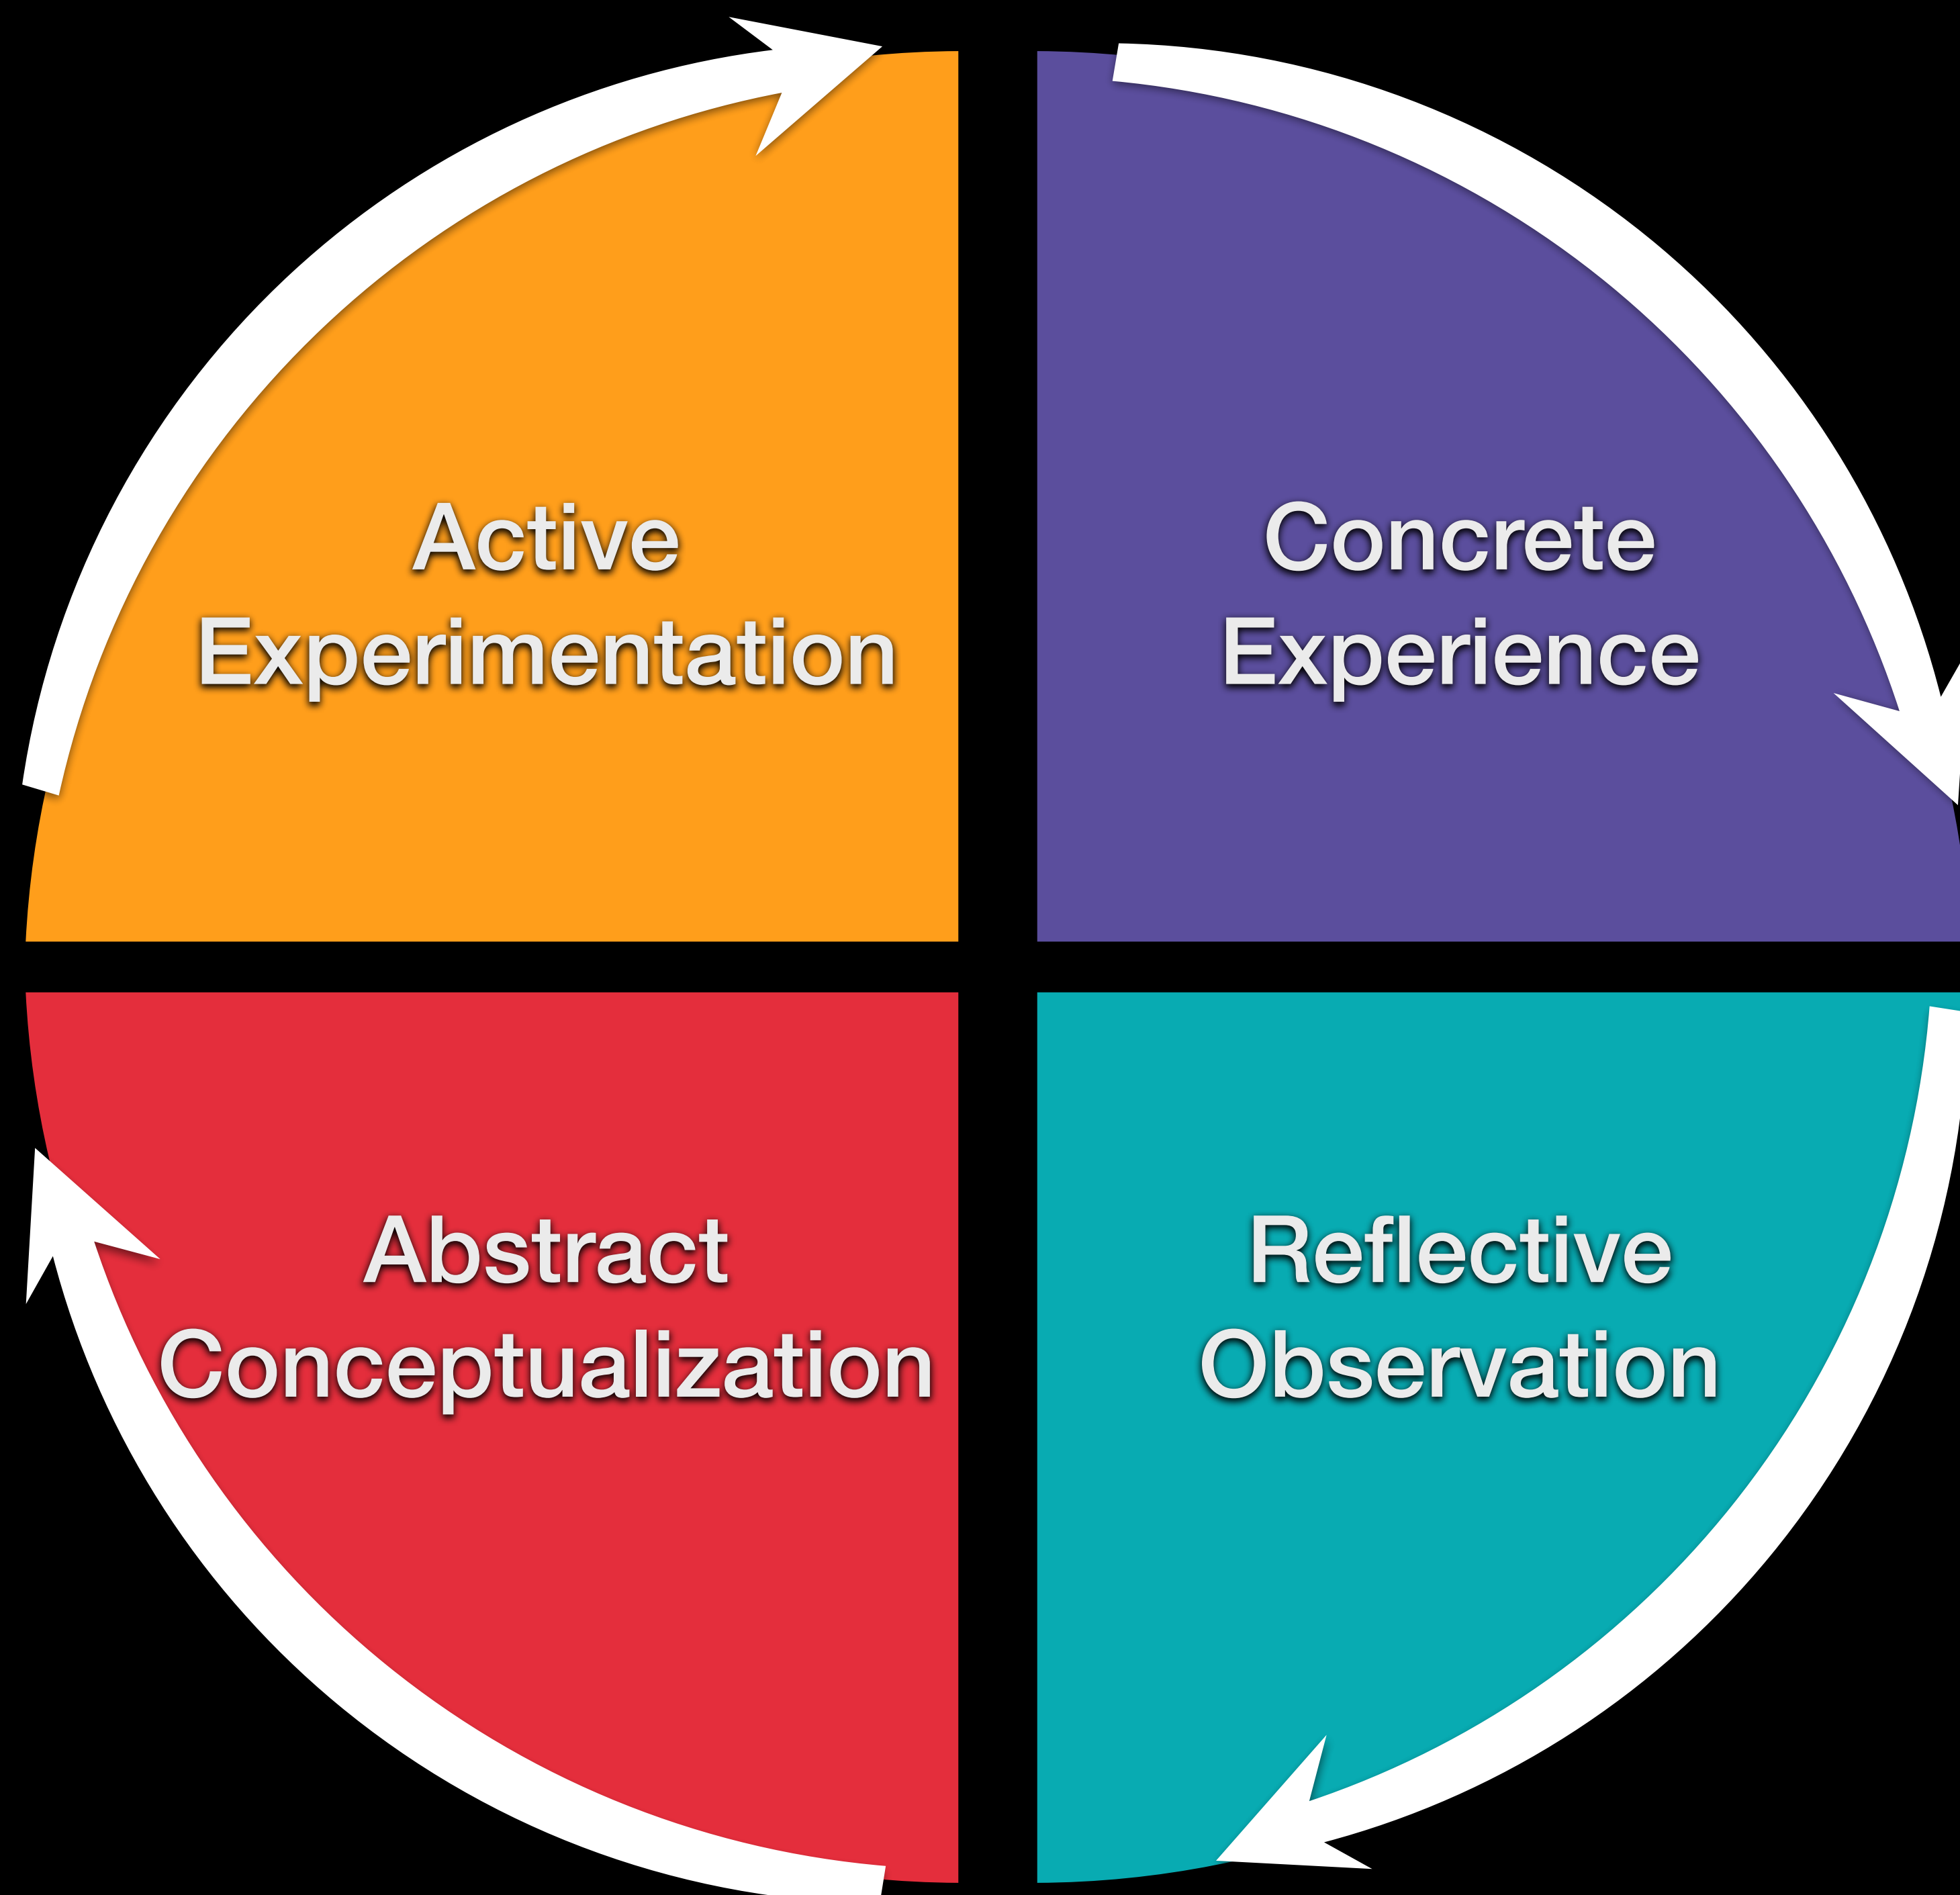 Active
Experimentation
Concrete
Experience
Abstract
Conceptualization
Reflective
Observation